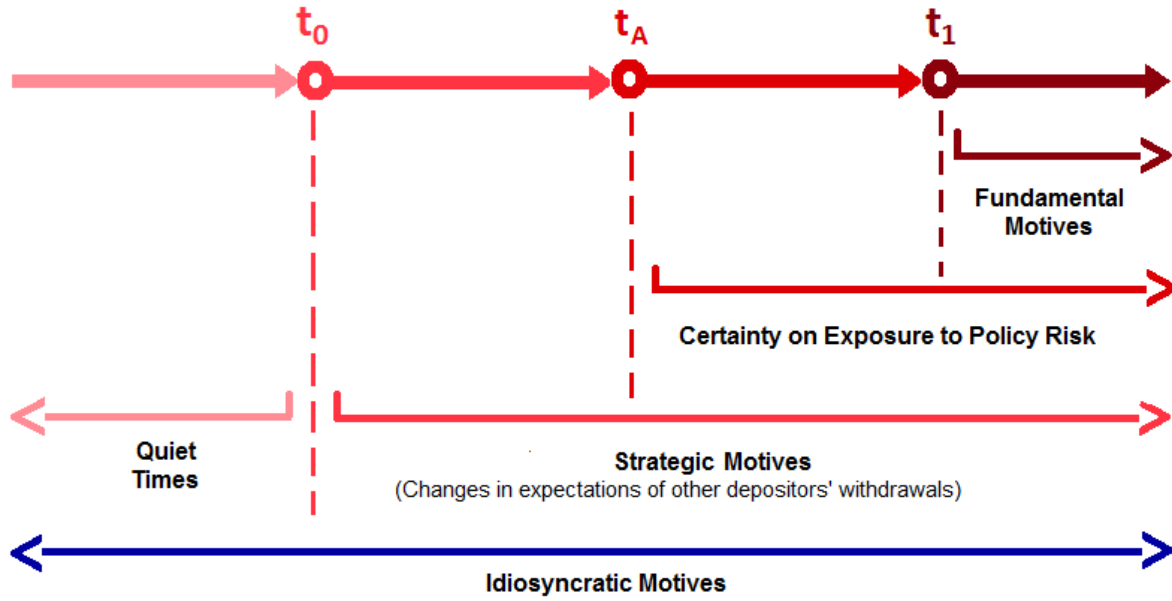 t0 tA t1
Fundamental
Motives
Certainty on Exposure to Policy Risk
Quiet
Times
Strategic Motives
(Changes in expectations of other depositors' withdrawals)
Idiosyncratic Motives